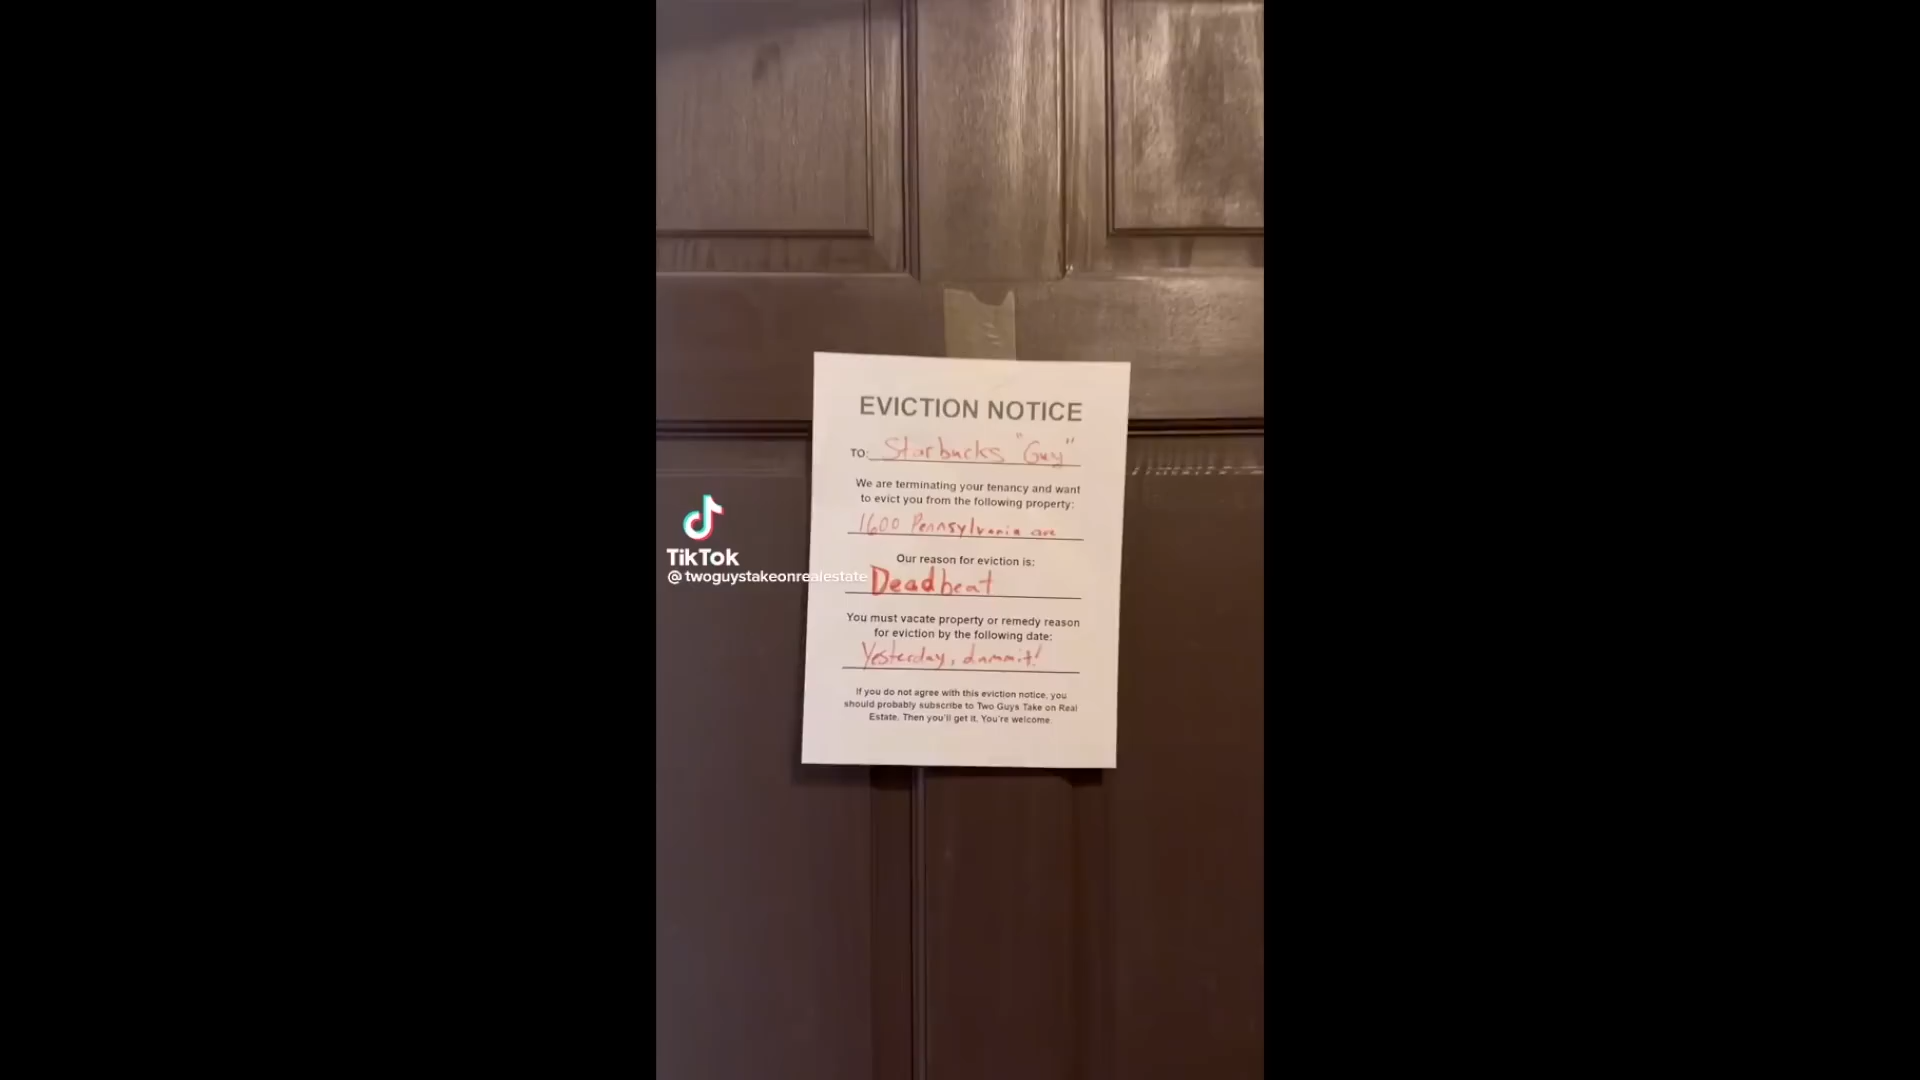 EVICTION NOTICE
TO: Starbucks "Guy"
We are terminating your tenancy and want
to evict you from the following property:
1600 Pennsylvania ave
Our reason for eviction is:
Deadbeat
You must vacate property or remedy reason
for eviction by the following date:
Yesterday, dammit!
If you do not agree with this eviction notice, you
should probably subscribe to Two Guys Take on Real
Estate. Then you'll get it. You're welcome.
TikTok
@twoguystakeonrealestate